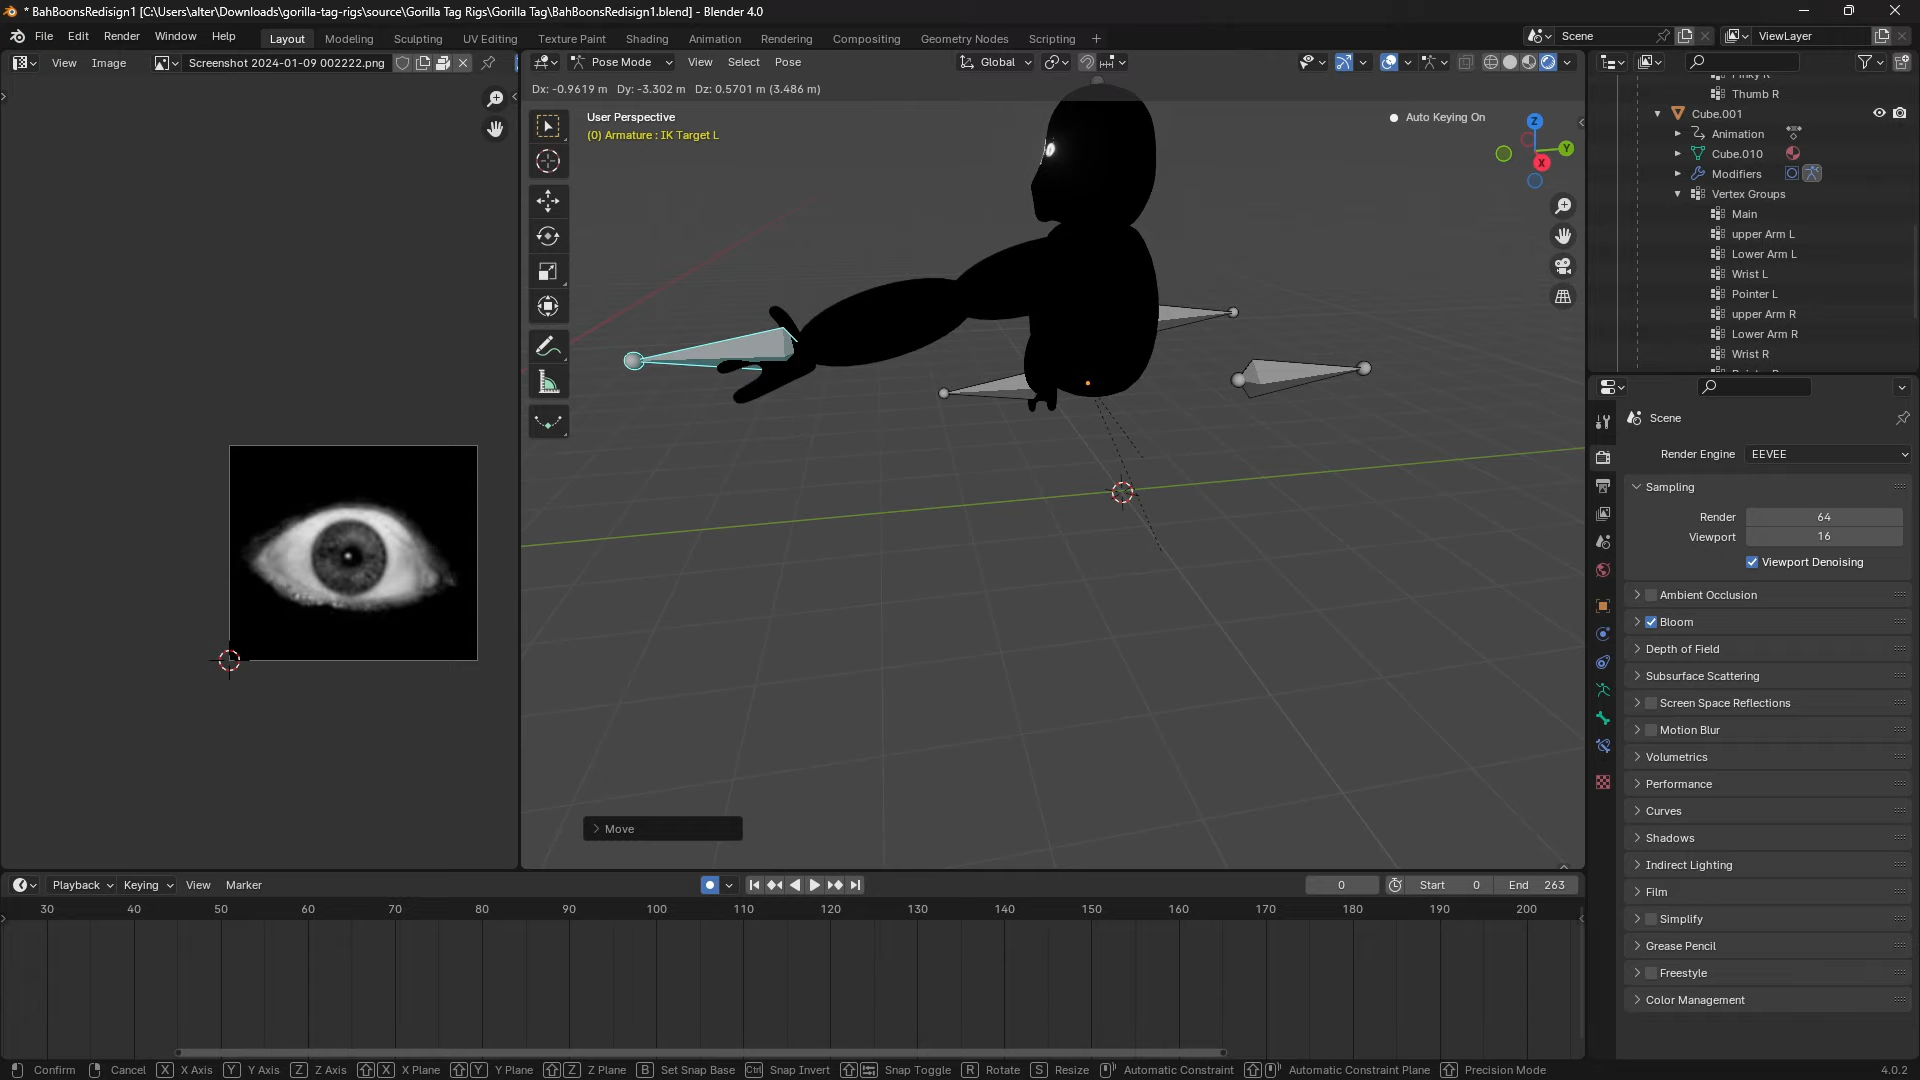 * BahBoonsRedisign1 [C:\Users\alter\Downloads\gorilla-tag-rigs\source\Gorilla Tag Rigs\Gorilla Tag\BahBoonsRedisign1.blend] - Blender 4.0
File Edit Render Window Help
Layout Modeling Sculpting UV Editing Texture Paint Shading Animation Rendering Compositing Geometry Nodes Scripting +
Scene
ViewLayer
View Image
Screenshot 2024-01-09 002222.png
Pose Mode View Select Pose
Global
Dx: -0.9619 m Dy: -3.302 m Dz: 0.5701 m (3.486 m)
User Perspective
(0) Armature : IK Target L
Auto Keying On
Z
Y
X
Move
Thumb R
Cube.001
Animation
Cube.010
Modifiers
Vertex Groups
Main
upper Arm L
Lower Arm L
Wrist L
Pointer L
upper Arm R
Lower Arm R
Wrist R
Scene
Render Engine EEVEE
Sampling
Render 64
Viewport 16
Viewport Denoising
Ambient Occlusion
Bloom
Depth of Field
Subsurface Scattering
Screen Space Reflections
Motion Blur
Volumetrics
Performance
Curves
Shadows
Indirect Lighting
Film
Simplify
Grease Pencil
Freestyle
Color Management
Playback Keying View Marker
0 Start 0 End 263
30 40 50 60 70 80 90 100 110 120 130 140 150 160 170 180 190 200
Confirm Cancel X X Axis Y Y Axis Z Z Axis X X Plane Y Y Plane Z Z Plane B Set Snap Base Ctrl Snap Invert Snap Toggle R Rotate S Resize Automatic Constraint Automatic Constraint Plane Precision Mode
4.0.2